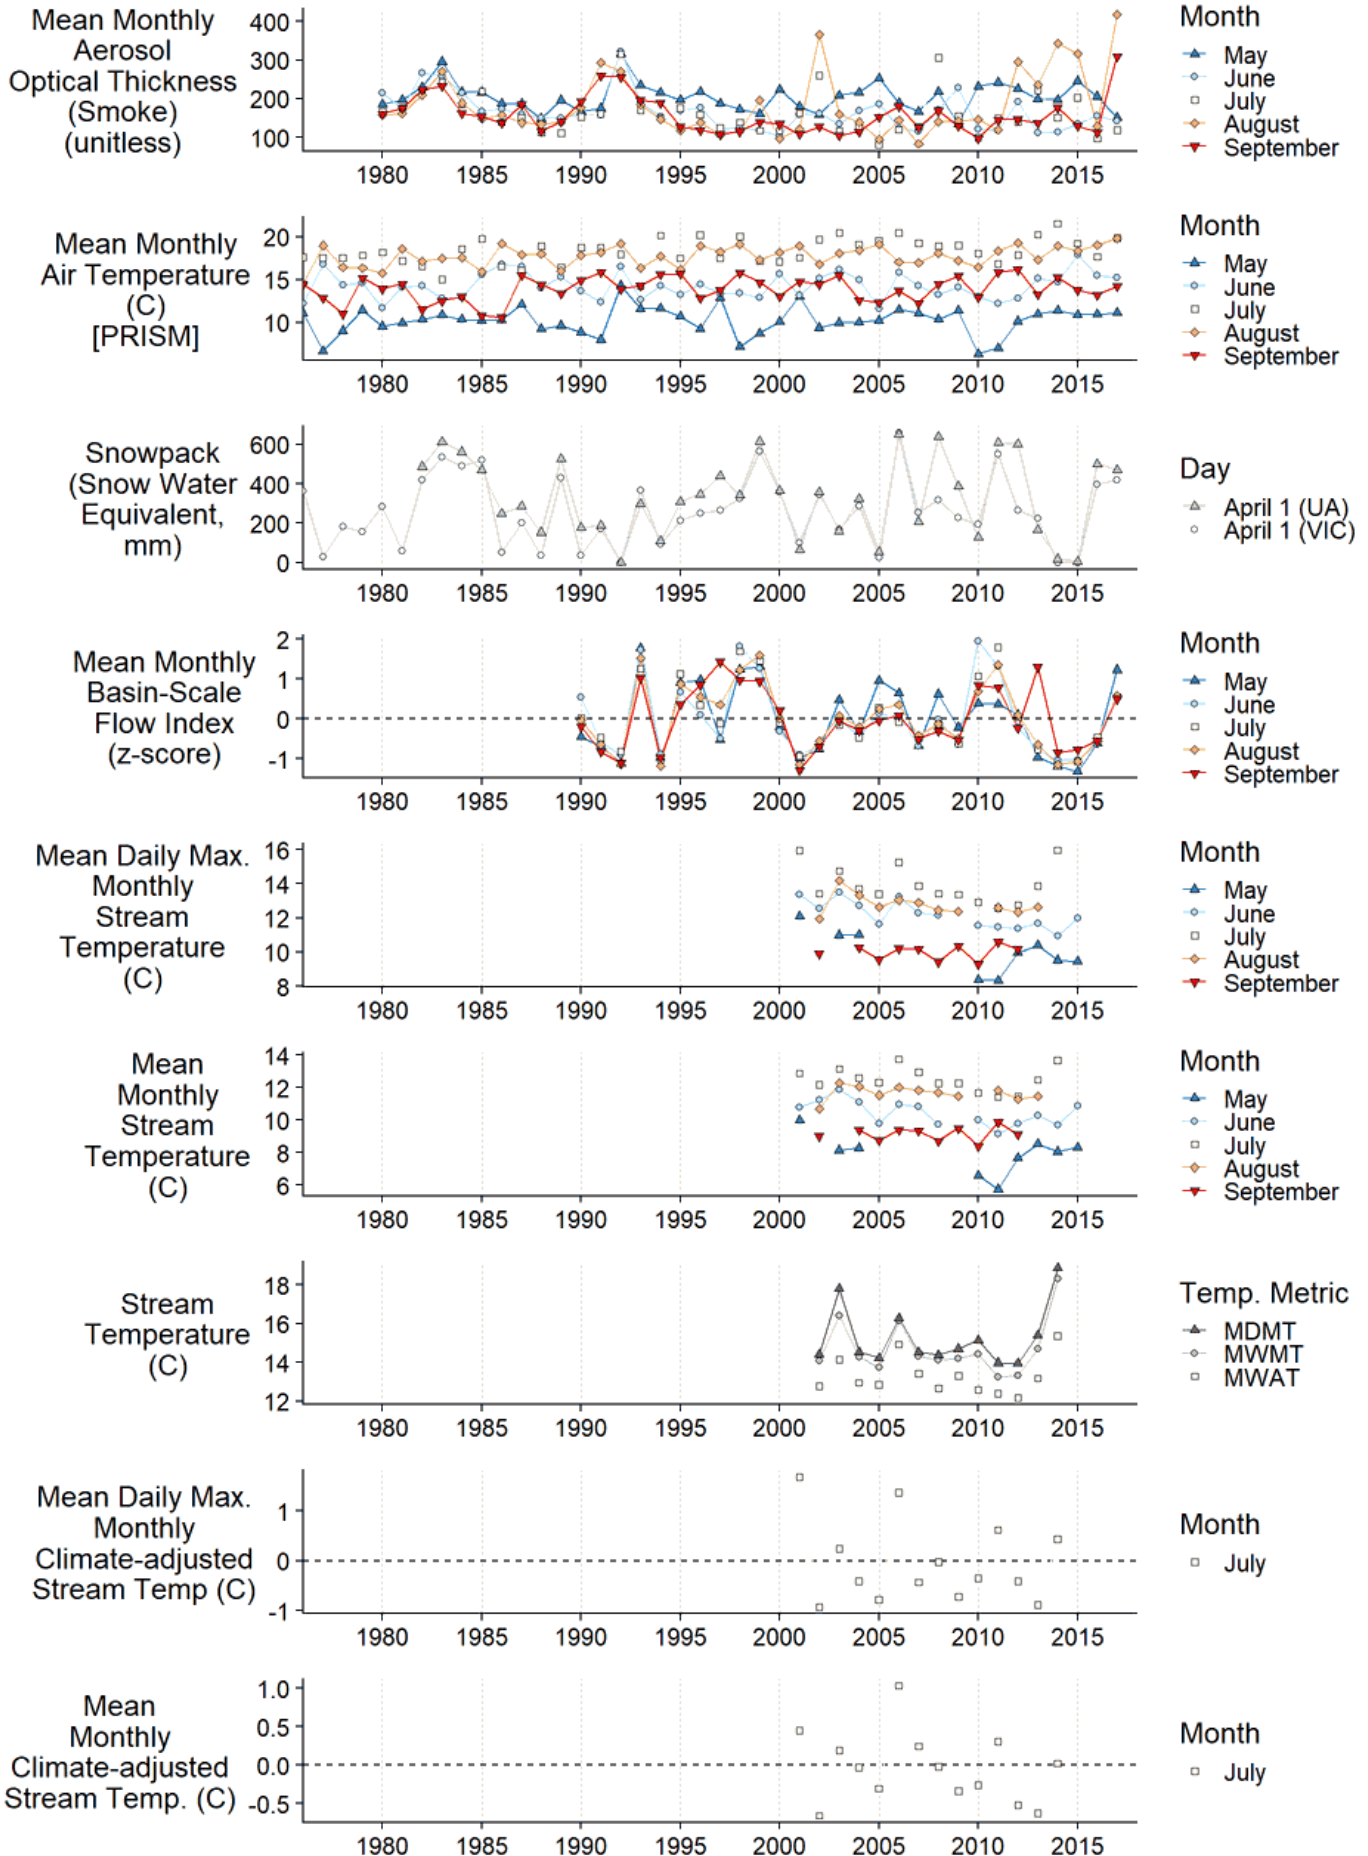 Mean Monthly
Aerosol
Optical Thickness
(Smoke)
(unitless)
400
300
200
100
1980 1985 1990 1995 2000 2005 2010 2015
Month
May
June
July
August
September
Mean Monthly
Air Temperature
(C)
[PRISM]
20
15
10
1980 1985 1990 1995 2000 2005 2010 2015
Month
May
June
July
August
September
Snowpack
(Snow Water
Equivalent,
mm)
600
400
200
0
1980 1985 1990 1995 2000 2005 2010 2015
Day
April 1 (UA)
April 1 (VIC)
Mean Monthly
Basin-Scale
Flow Index
(z-score)
2
1
0
-1
1980 1985 1990 1995 2000 2005 2010 2015
Month
May
June
July
August
September
Mean Daily Max.
Monthly
Stream
Temperature
(C)
16
14
12
10
8
1980 1985 1990 1995 2000 2005 2010 2015
Month
May
June
July
August
September
Mean
Monthly
Stream
Temperature
(C)
14
12
10
8
6
1980 1985 1990 1995 2000 2005 2010 2015
Month
May
June
July
August
September
Stream
Temperature
(C)
18
16
14
12
1980 1985 1990 1995 2000 2005 2010 2015
Temp. Metric
MDMT
MWMT
MWAT
Mean Daily Max.
Monthly
Climate-adjusted
Stream Temp (C)
1
0
-1
1980 1985 1990 1995 2000 2005 2010 2015
Month
July
Mean
Monthly
Climate-adjusted
Stream Temp. (C)
1.0
0.5
0.0
-0.5
1980 1985 1990 1995 2000 2005 2010 2015
Month
July